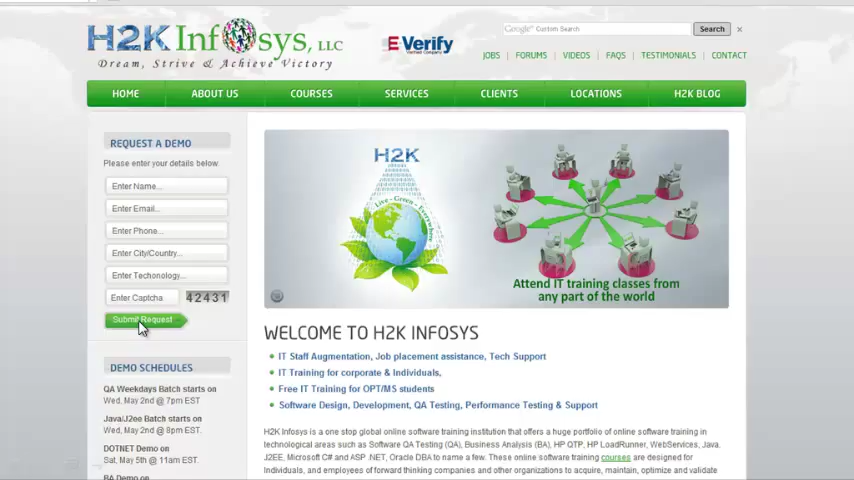 H2K Infosys, LLC
Dream, Strive & Achieve Victory
E-Verify
Google™ Custom Search
Search
×
JOBS | FORUMS | VIDEOS | FAQS | TESTIMONIALS | CONTACT
HOME ABOUT US COURSES SERVICES CLIENTS LOCATIONS H2K BLOG
REQUEST A DEMO
Please enter your details below.
Enter Name...
Enter Email...
Enter Phone...
Enter City/Country...
Enter Techonology...
Enter Captcha 42431
Submit Request
DEMO SCHEDULES
QA Weekdays Batch starts on
Wed, May 2nd @ 7pm EST
Java/J2ee Batch starts on
Wed, May 2nd @ 8pm EST.
DOTNET Demo on
Sat, May 5th @ 11am EST.
BA Demo on
H2K
Live - Green - Everyday
Attend IT training classes from
any part of the world
WELCOME TO H2K INFOSYS
IT Staff Augmentation, Job placement assistance, Tech Support
IT Training for corporate & Individuals,
Free IT Training for OPT/MS students
Software Design, Development, QA Testing, Performance Testing & Support
H2K Infosys is a one stop global online software training institution that offers a huge portfolio of online software training in
technological areas such as Software QA Testing (QA), Business Analysis (BA), HP QTP, HP LoadRunner, WebServices, Java.
J2EE, Microsoft C# and ASP .NET, Oracle DBA to name a few. These online software training courses are designed for
Individuals, and employees of forward thinking companies and other organizations to acquire, maintain, optimize and validate